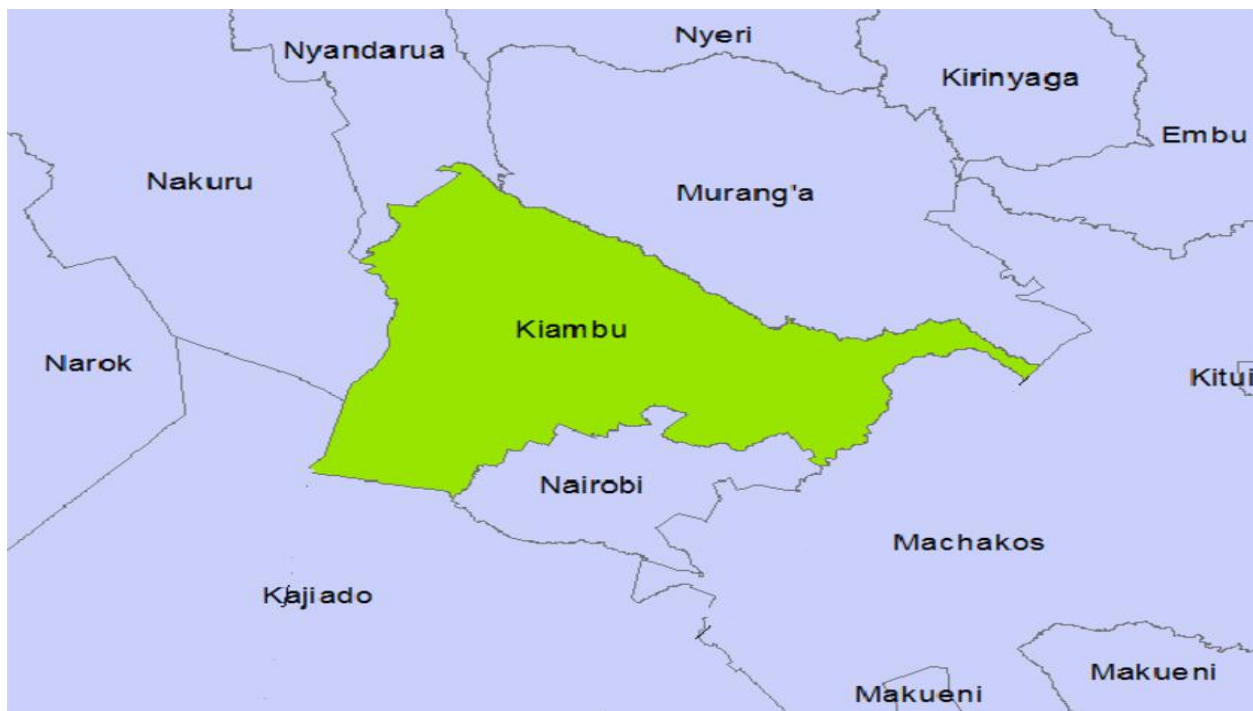 Nyeri
Nyandarua
Kirinyaga
Embu
Nakuru
Murang'a
Kiambu
Narok
Kitui
Nairobi
Machakos
Kajiado
Makueni
Makueni